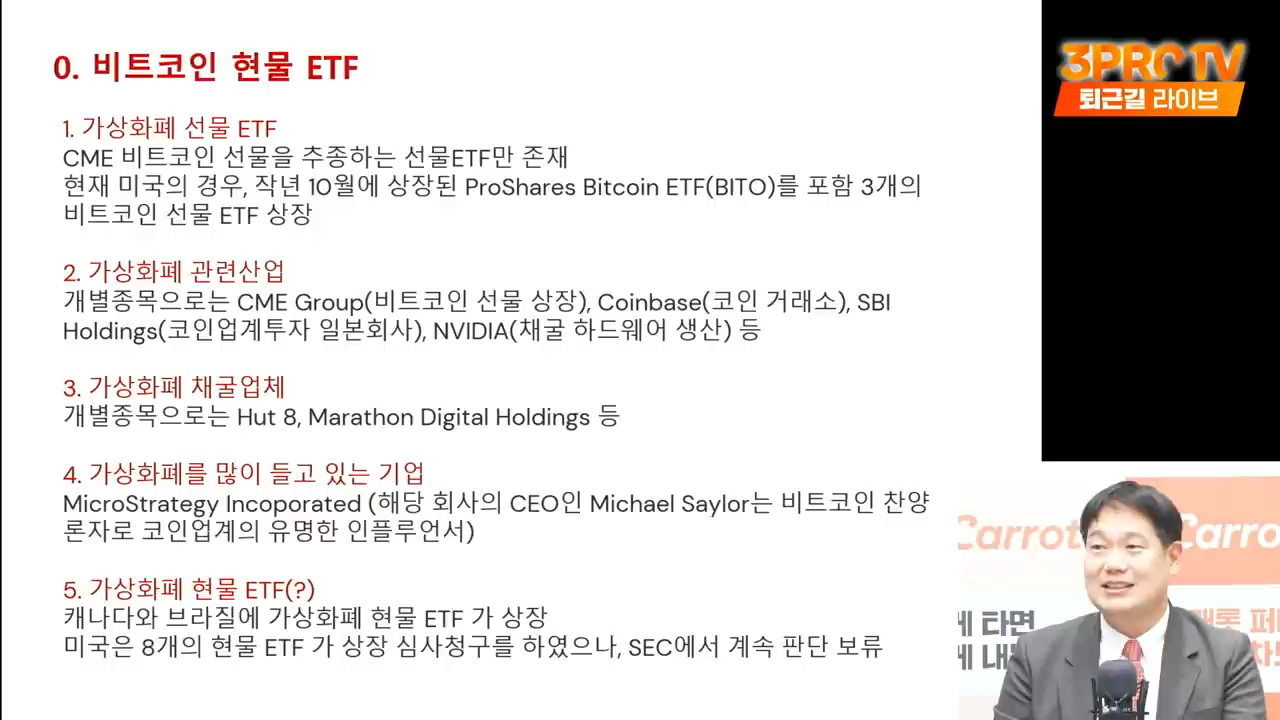 0. 비트코인 현물 ETF
1. 가상화폐 선물 ETF
CME 비트코인 선물을 추종하는 선물ETF만 존재
현재 미국의 경우, 작년 10월에 상장된 ProShares Bitcoin ETF(BITO)를 포함 3개의
비트코인 선물 ETF 상장
2. 가상화폐 관련산업
개별종목으로는 CME Group(비트코인 선물 상장), Coinbase(코인 거래소), SBI
Holdings(코인업계투자 일본회사), NVIDIA(채굴 하드웨어 생산) 등
3. 가상화폐 채굴업체
개별종목으로는 Hut 8, Marathon Digital Holdings 등
4. 가상화폐를 많이 들고 있는 기업
MicroStrategy Incoporated (해당 회사의 CEO인 Michael Saylor는 비트코인 찬양
론자로 코인업계의 유명한 인플루언서)
5. 가상화폐 현물 ETF(?)
캐나다와 브라질에 가상화폐 현물 ETF 가 상장
미국은 8개의 현물 ETF 가 상장 심사청구를 하였으나, SEC에서 계속 판단 보류
3PRO TV
퇴근길 라이브
Carrot
Carro
타면